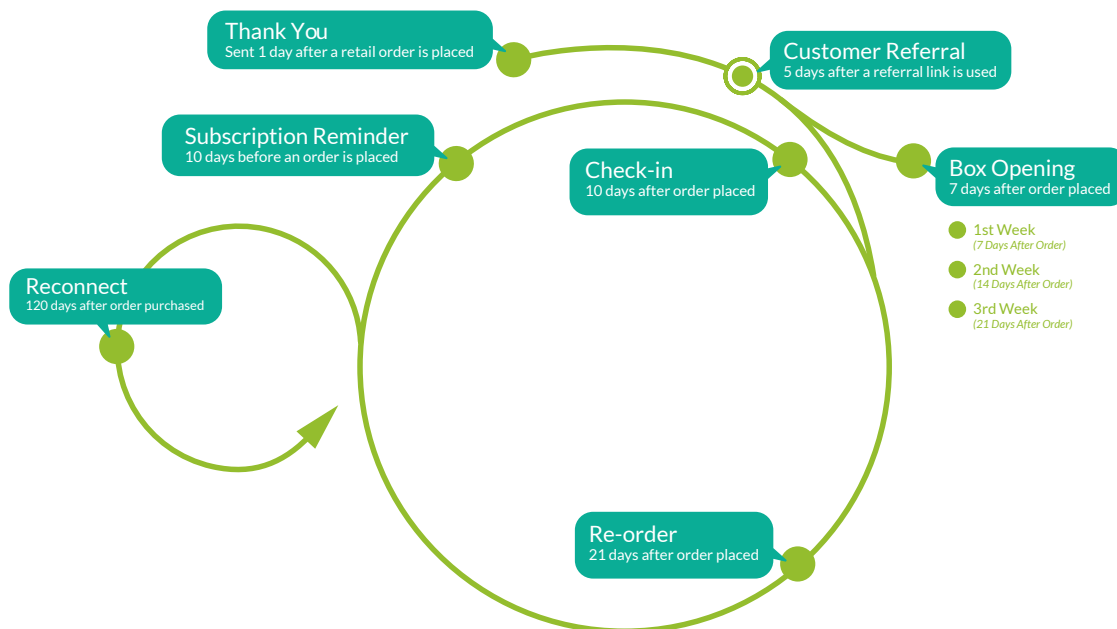 Thank You
Sent 1 day after a retail order is placed
Customer Referral
5 days after a referral link is used
Subscription Reminder
10 days before an order is placed
Check-in
10 days after order placed
Box Opening
7 days after order placed
1st Week
(7 Days After Order)
2nd Week
(14 Days After Order)
3rd Week
(21 Days After Order)
Reconnect
120 days after order purchased
Re-order
21 days after order placed